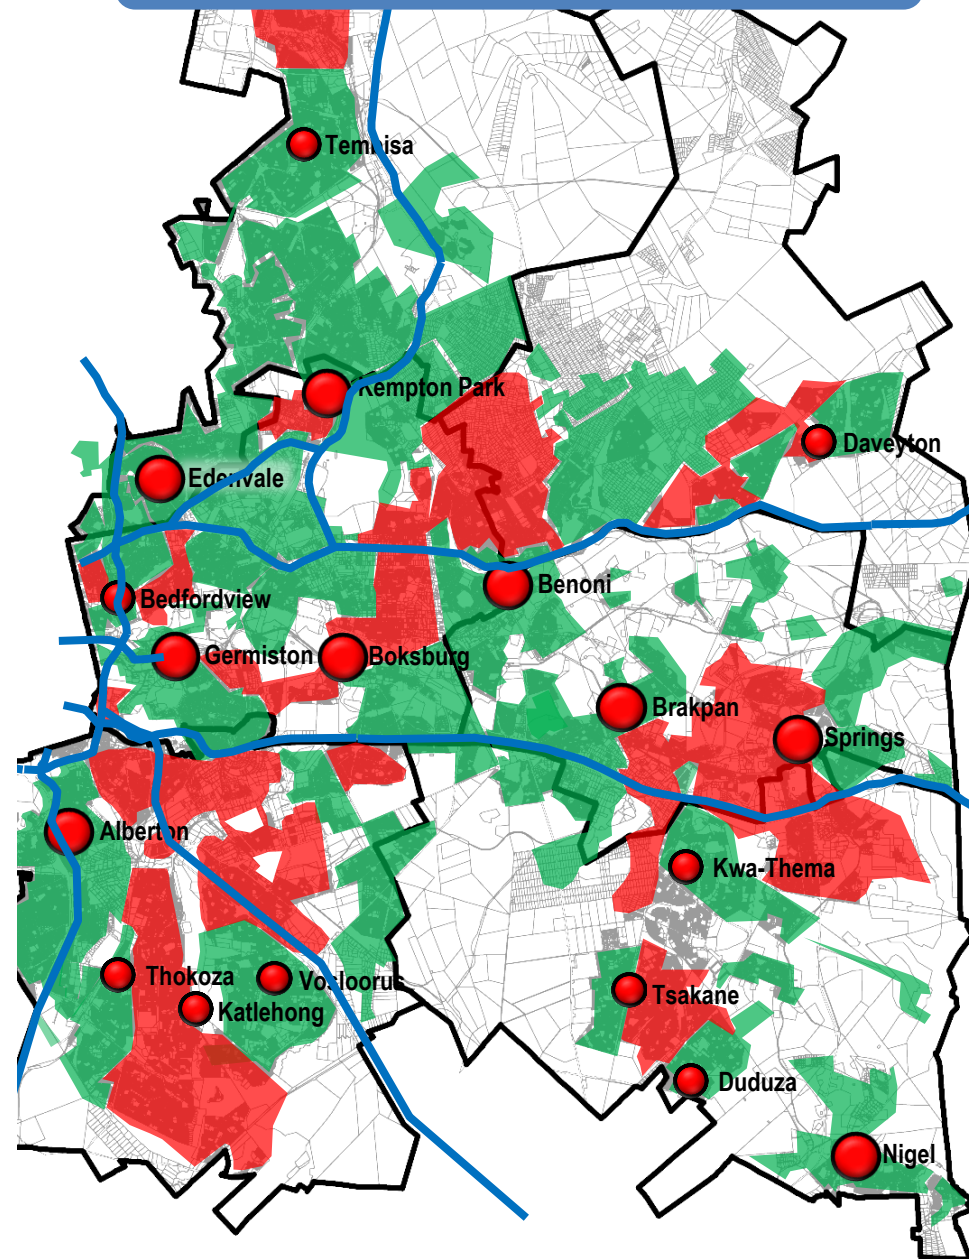 Tembisa
Kempton Park
Daveyton
Edenvale
Benoni
Bedfordview
Germiston
Boksburg
Brakpan
Springs
Alberton
Kwa-Thema
Thokoza
Vosloorus
Tsakane
Katlehong
Duduza
Nigel